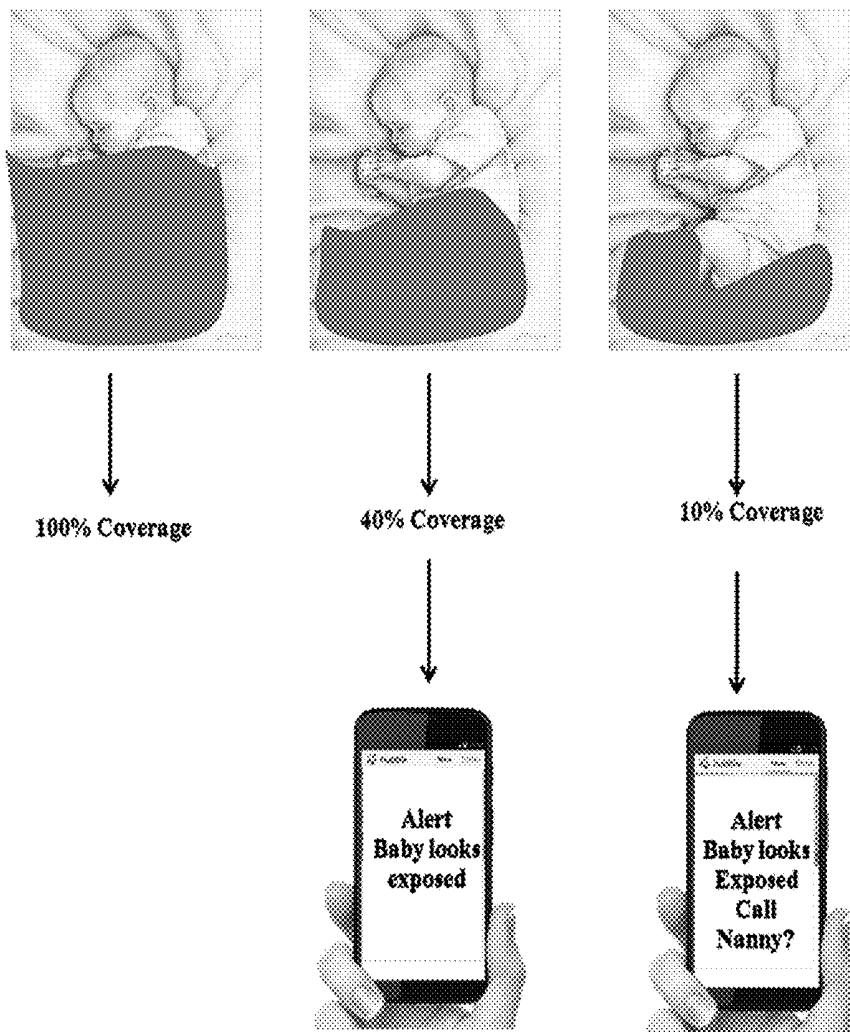 100% Coverage
40% Coverage
10% Coverage
Alert
Baby looks
exposed
Alert
Baby looks
Exposed
Call
Nanny?